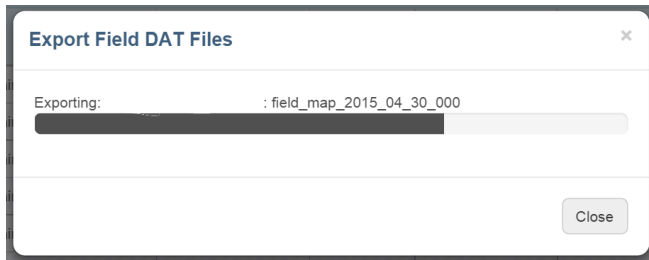 Export Field DAT Files ×
Exporting: : field_map_2015_04_30_000
Close